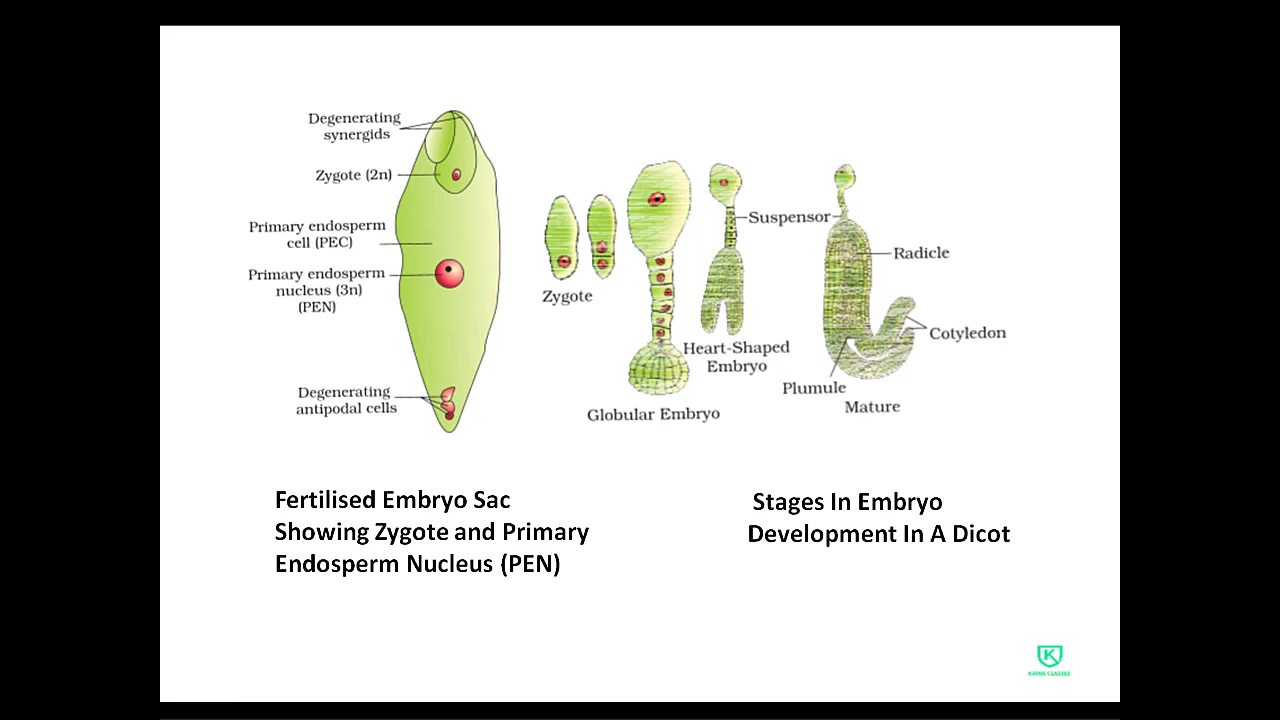 Degenerating
synergids
Zygote (2n)
Primary endosperm
cell (PEC)
Primary endosperm
nucleus (3n)
(PEN)
Degenerating
antipodal cells
Zygote
Globular Embryo
Heart-Shaped
Embryo
Suspensor
Radicle
Cotyledon
Plumule
Mature
Fertilised Embryo Sac
Showing Zygote and Primary
Endosperm Nucleus (PEN)
Stages In Embryo
Development In A Dicot
K